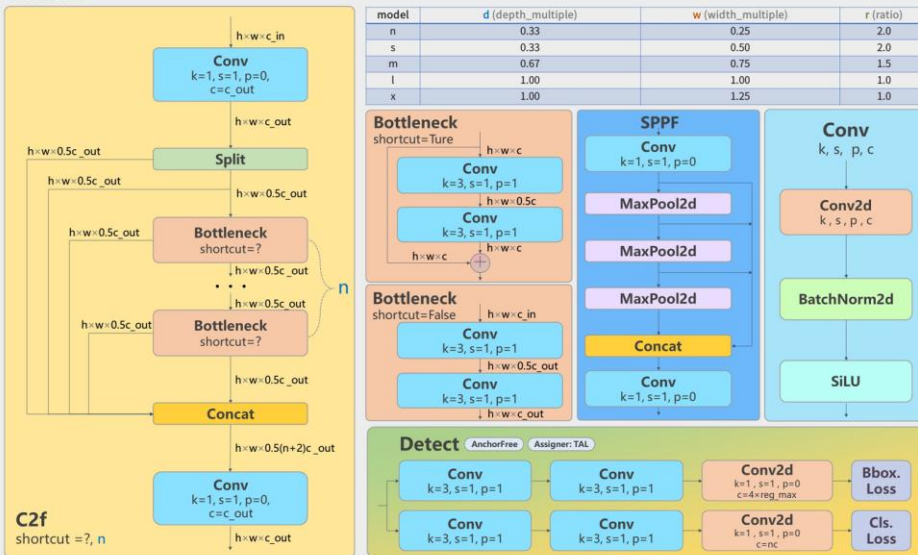 h×w×c_in
Conv
k=1, s=1, p=0,
c=c_out
h×w×c_out
h×w×0.5c_out
Split
h×w×0.5c_out
h×w×0.5c_out
h×w×0.5c_out
Bottleneck
shortcut=?
h×w×0.5c_out
• • •
n
h×w×0.5c_out
h×w×0.5c_out
Bottleneck
shortcut=?
h×w×0.5c_out
Concat
h×w×0.5(n+2)c_out
Conv
k=1, s=1, p=0,
c=c_out
C2f
shortcut =?, n
h×w×c_out
model d (depth_multiple) w (width_multiple) r (ratio)
n 0.33 0.25 2.0
s 0.33 0.50 2.0
m 0.67 0.75 1.5
l 1.00 1.00 1.0
x 1.00 1.25 1.0
Bottleneck
shortcut=Ture
h×w×c
Conv
k=3, s=1, p=1
h×w×0.5c
Conv
k=3, s=1, p=1
h×w×c
h×w×c
+
Bottleneck
shortcut=False
h×w×c_in
Conv
k=3, s=1, p=1
h×w×0.5c_out
Conv
k=3, s=1, p=1
h×w×c_out
SPPF
Conv
k=1, s=1, p=0
MaxPool2d
MaxPool2d
MaxPool2d
Concat
Conv
k=1, s=1, p=0
Conv
k, s, p, c
Conv2d
k, s, p, c
BatchNorm2d
SiLU
Detect AnchorFree Assigner: TAL
Conv
k=3, s=1, p=1
Conv
k=3, s=1, p=1
Conv2d
k=1, s=1, p=0
c=4×reg_max
Bbox.
Loss
Conv
k=3, s=1, p=1
Conv
k=3, s=1, p=1
Conv2d
k=1, s=1, p=0
c=nc
Cls.
Loss